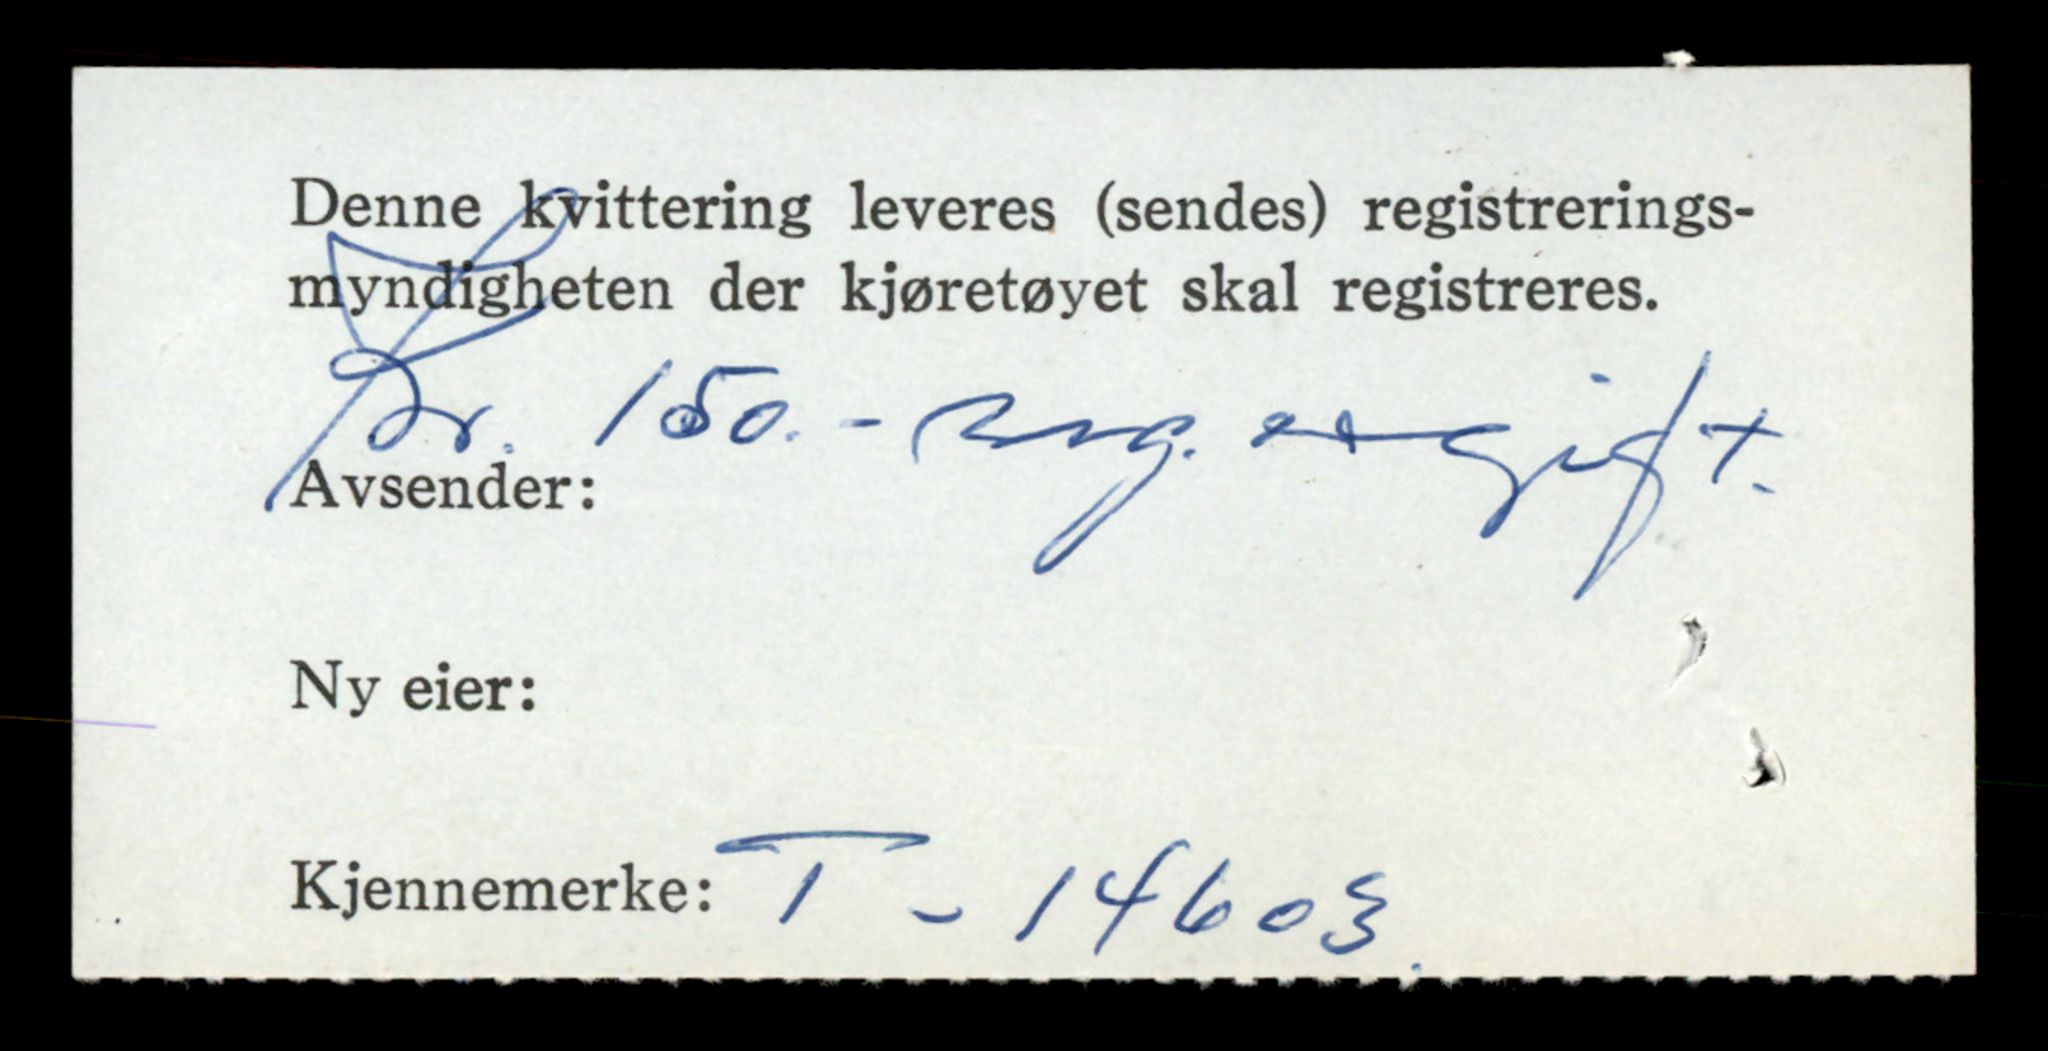 Denne kvittering leveres (sendes) registrerings-
myndigheten der kjøretøyet skal registreres.
Kr. 150.- reg. avgift.
Avsender:
Ny eier:
Kjennemerke: T - 14603.